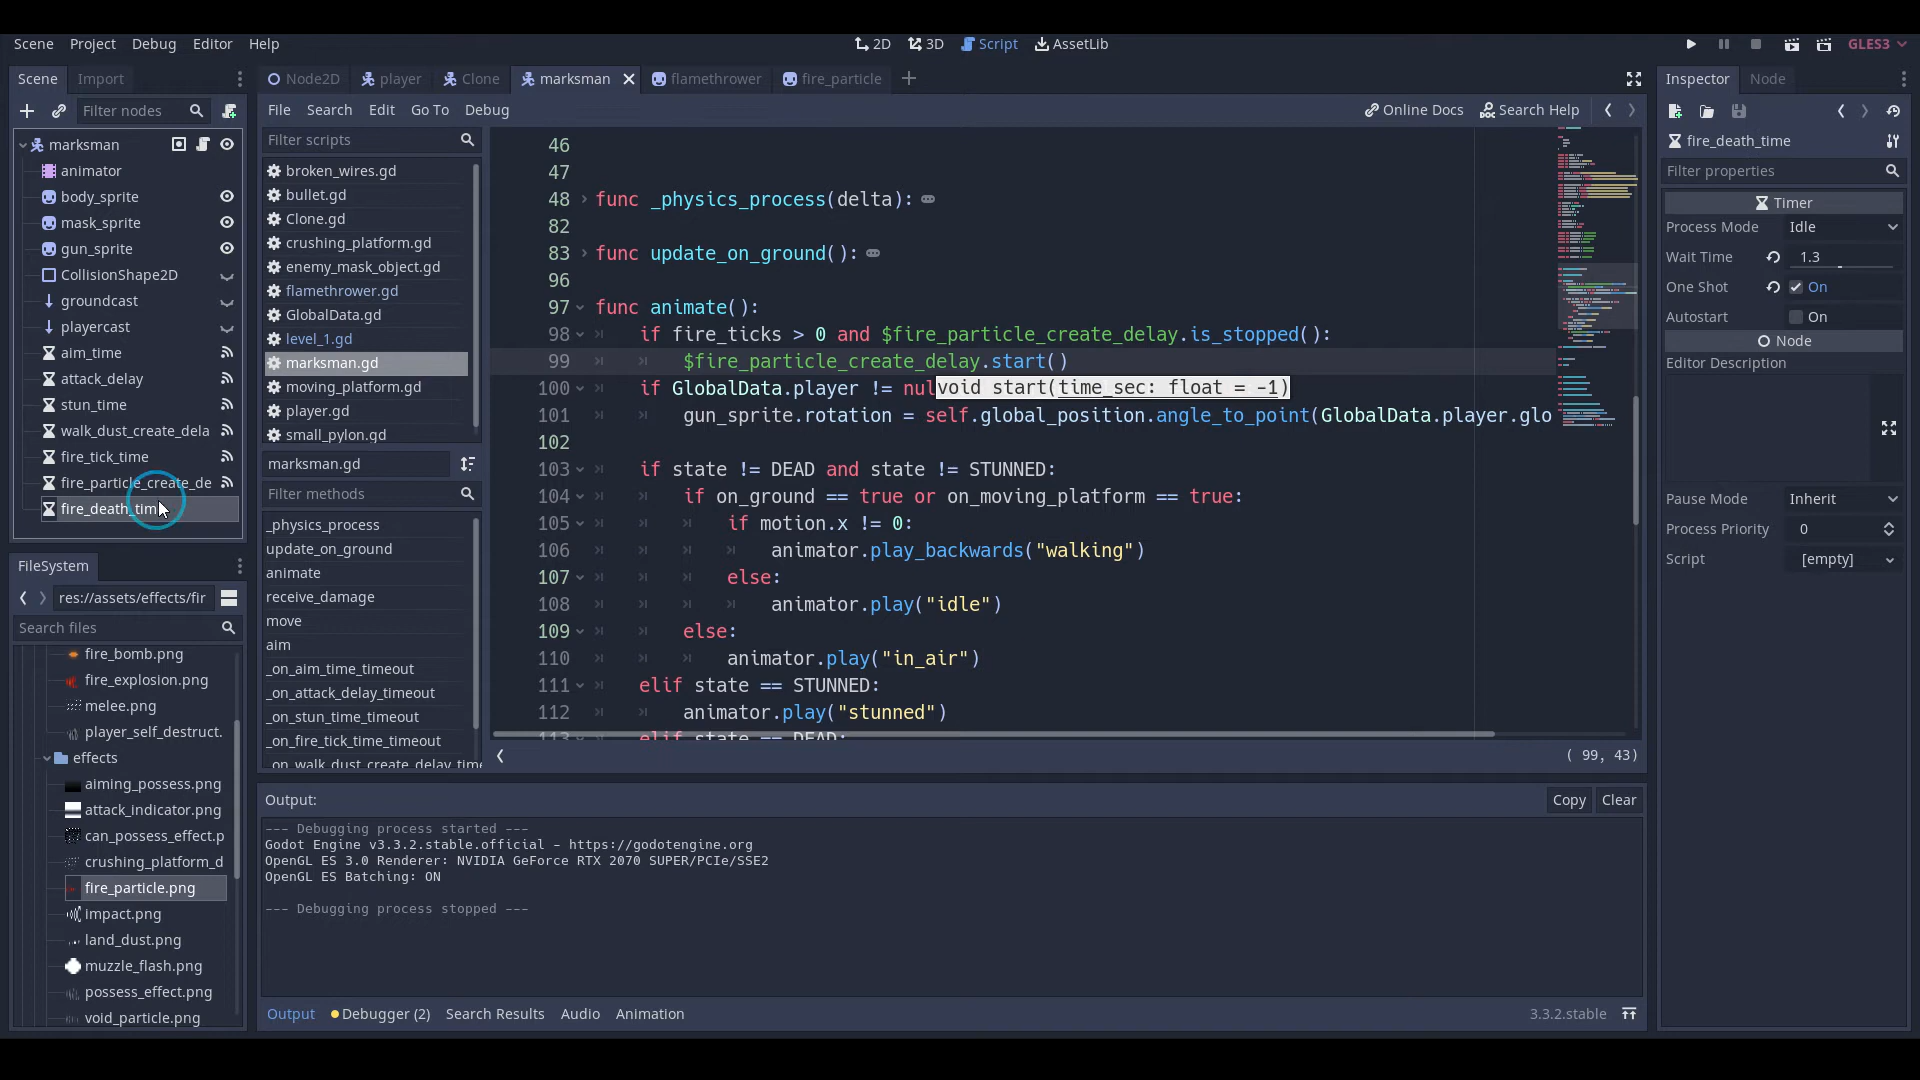 Scene Project Debug Editor Help 2D 3D Script AssetLib GLES3
Scene Import
Node2D player Clone marksman flamethrower fire_particle
Inspector Node
Filter nodes
File Search Edit Go To Debug Online Docs Search Help
marksman
animator
body_sprite
mask_sprite
gun_sprite
CollisionShape2D
groundcast
playercast
aim_time
attack_delay
stun_time
walk_dust_create_dela
fire_tick_time
fire_particle_create_de
fire_death_tim
FileSystem
res://assets/effects/fir
Search files
fire_bomb.png
fire_explosion.png
melee.png
player_self_destruct.
effects
aiming_possess.png
attack_indicator.png
can_possess_effect.p
crushing_platform_d
fire_particle.png
impact.png
land_dust.png
muzzle_flash.png
possess_effect.png
void_particle.png
Filter scripts
broken_wires.gd
bullet.gd
Clone.gd
crushing_platform.gd
enemy_mask_object.gd
flamethrower.gd
GlobalData.gd
level_1.gd
marksman.gd
moving_platform.gd
player.gd
small_pylon.gd
marksman.gd
Filter methods
_physics_process
update_on_ground
animate
receive_damage
move
aim
_on_aim_time_timeout
_on_attack_delay_timeout
_on_stun_time_timeout
_on_fire_tick_time_timeout
_on_walk_dust_create_delay_time
46
47
48 func _physics_process(delta):
82
83 func update_on_ground():
96
97 func animate():
98 if fire_ticks > 0 and $fire_particle_create_delay.is_stopped():
99 $fire_particle_create_delay.start()
100 if GlobalData.player != nul
void start(time_sec: float = -1)
101 gun_sprite.rotation = self.global_position.angle_to_point(GlobalData.player.glo
102
103 if state != DEAD and state != STUNNED:
104 if on_ground == true or on_moving_platform == true:
105 if motion.x != 0:
106 animator.play_backwards("walking")
107 else:
108 animator.play("idle")
109 else:
110 animator.play("in_air")
111 elif state == STUNNED:
112 animator.play("stunned")
113 elif state == DEAD:
( 99, 43)
Output: Copy Clear
--- Debugging process started ---
Godot Engine v3.3.2.stable.official - https://godotengine.org
OpenGL ES 3.0 Renderer: NVIDIA GeForce RTX 2070 SUPER/PCIe/SSE2
OpenGL ES Batching: ON
--- Debugging process stopped ---
Output Debugger (2) Search Results Audio Animation 3.3.2.stable
fire_death_time
Filter properties
Timer
Process Mode Idle
Wait Time 1.3
One Shot On
Autostart On
Node
Editor Description
Pause Mode Inherit
Process Priority 0
Script [empty]